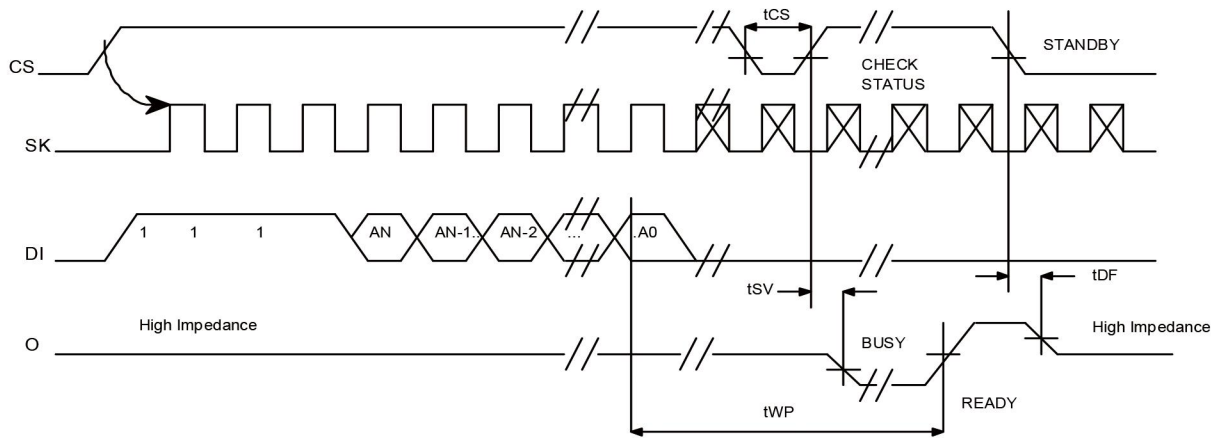 tCS
STANDBY
CS
CHECK
STATUS
SK
1 1 1 AN AN-1.. AN-2 ... .A0
DI
tSV
tDF
High Impedance
High Impedance
O
BUSY
READY
tWP